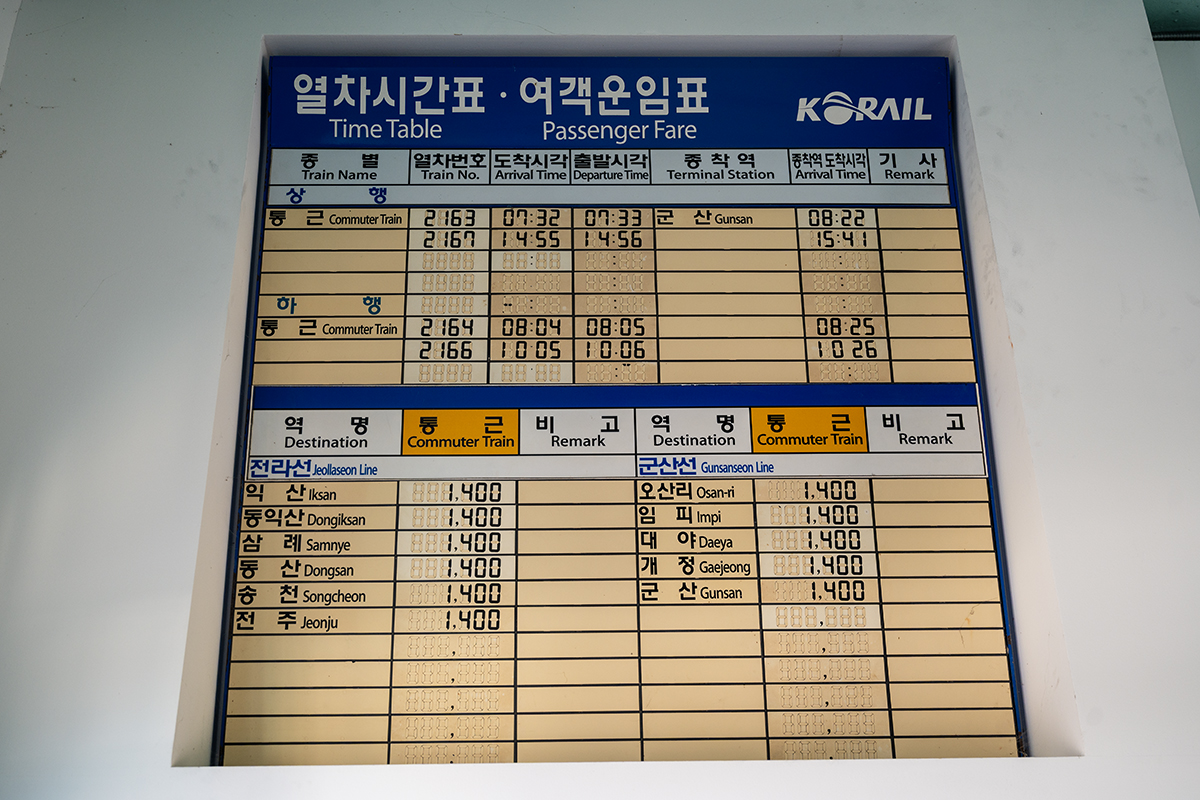 열차시간표 · 여객운임표
Time Table Passenger Fare KORAIL
종 별 열차번호 도착시각 출발시각 종 착 역 종착역 도착시각 기 사
Train Name Train No. Arrival Time Departure Time Terminal Station Arrival Time Remark
상 행
통 근 Commuter Train 2163 07:32 07:33 군 산 Gunsan 08:22
2167 14:55 14:56 15:41
하 행
통 근 Commuter Train 2164 08:04 08:05 08:25
2166 10:05 10:06 10 26
역 명 통 근 비 고 역 명 통 근 비 고
Destination Commuter Train Remark Destination Commuter Train Remark
전라선 Jeollaseon Line 군산선 Gunsanseon Line
익 산 Iksan 1,400 오산리 Osan-ri 1,400
동익산 Dongiksan 1,400 임 피 Impi 1,400
삼 례 Samnye 1,400 대 야 Daeya 1,400
동 산 Dongsan 1,400 개 정 Gaejeong 1,400
송 천 Songcheon 1,400 군 산 Gunsan 1,400
전 주 Jeonju 1,400